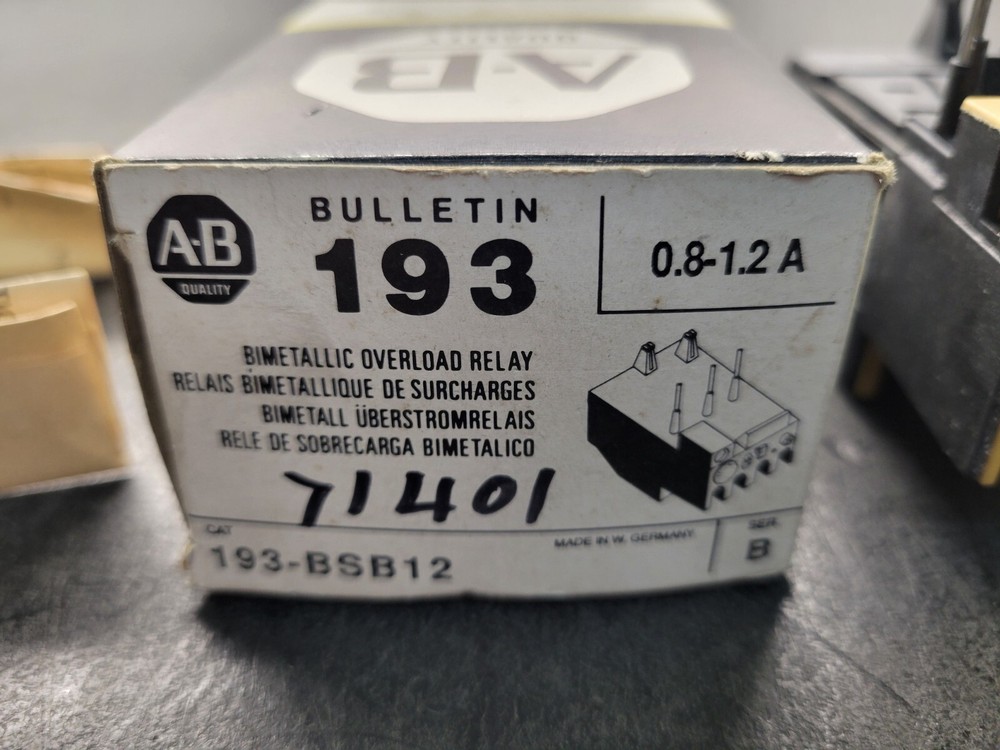 A-B
QUALITY
A-B
QUALITY
BULLETIN
193
0.8-1.2 A
BIMETALLIC OVERLOAD RELAY
RELAIS BIMETALLIQUE DE SURCHARGES
BIMETALL ÜBERSTROMRELAIS
RELE DE SOBRECARGA BIMETALICO
71401
CAT
193-BSB12
MADE IN W. GERMANY
SER.
B